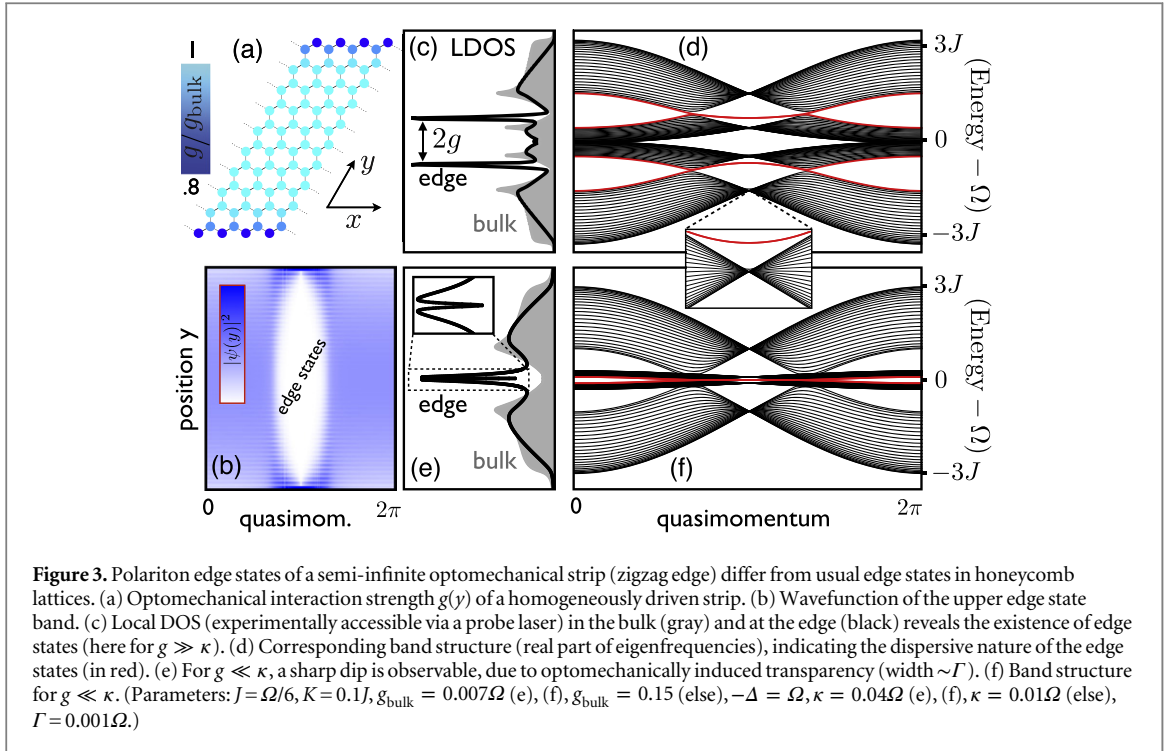 1
g/g_bulk
.8
(a)
y
x
(c) LDOS
2g
edge
bulk
(d)
3J
0
−3J
(Energy − Ω)
position y
|ψ(y)|²
edge states
(b)
0
2π
quasimom.
edge
bulk
(e)
(f)
3J
0
−3J
(Energy − Ω)
0
2π
quasimomentum
Figure 3. Polariton edge states of a semi-infinite optomechanical strip (zigzag edge) differ from usual edge states in honeycomb
lattices. (a) Optomechanical interaction strength g(y) of a homogeneously driven strip. (b) Wavefunction of the upper edge state
band. (c) Local DOS (experimentally accessible via a probe laser) in the bulk (gray) and at the edge (black) reveals the existence of edge
states (here for g ≫ κ). (d) Corresponding band structure (real part of eigenfrequencies), indicating the dispersive nature of the edge
states (in red). (e) For g ≪ κ, a sharp dip is observable, due to optomechanically induced transparency (width ~Γ). (f) Band structure
for g ≪ κ. (Parameters: J = Ω/6, K = 0.1J, g_bulk = 0.007Ω (e), (f), g_bulk = 0.15 (else), −Δ = Ω, κ = 0.04Ω (e), (f), κ = 0.01Ω (else),
Γ = 0.001Ω.)